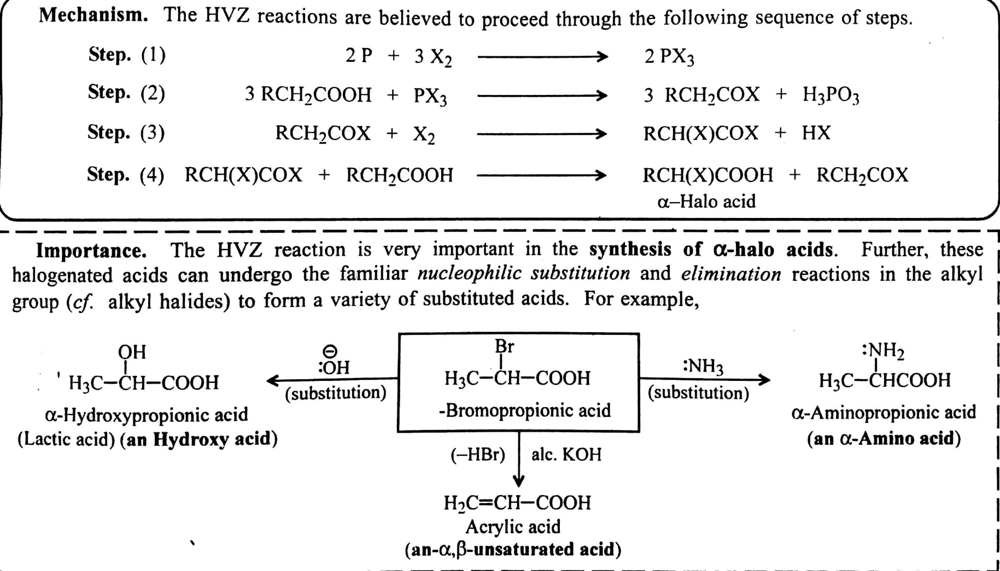 Mechanism. The HVZ reactions are believed to proceed through the following sequence of steps.
Step. (1) 2 P + 3 X₂ ⟶ 2 PX₃
Step. (2) 3 RCH₂COOH + PX₃ ⟶ 3 RCH₂COX + H₃PO₃
Step. (3) RCH₂COX + X₂ ⟶ RCH(X)COX + HX
Step. (4) RCH(X)COX + RCH₂COOH ⟶ RCH(X)COOH + RCH₂COX
α–Halo acid
Importance. The HVZ reaction is very important in the synthesis of α-halo acids. Further, these
halogenated acids can undergo the familiar nucleophilic substitution and elimination reactions in the alkyl
group (cf. alkyl halides) to form a variety of substituted acids. For example,
OH
H₃C–CH–COOH
α-Hydroxypropionic acid
(Lactic acid) (an Hydroxy acid)
⊖
:OH
(substitution)
Br
H₃C–CH–COOH
-Bromopropionic acid
:NH₃
(substitution)
:NH₂
H₃C–CHCOOH
α-Aminopropionic acid
(an α-Amino acid)
(–HBr) alc. KOH
H₂C=CH–COOH
Acrylic acid
(an-α,β-unsaturated acid)